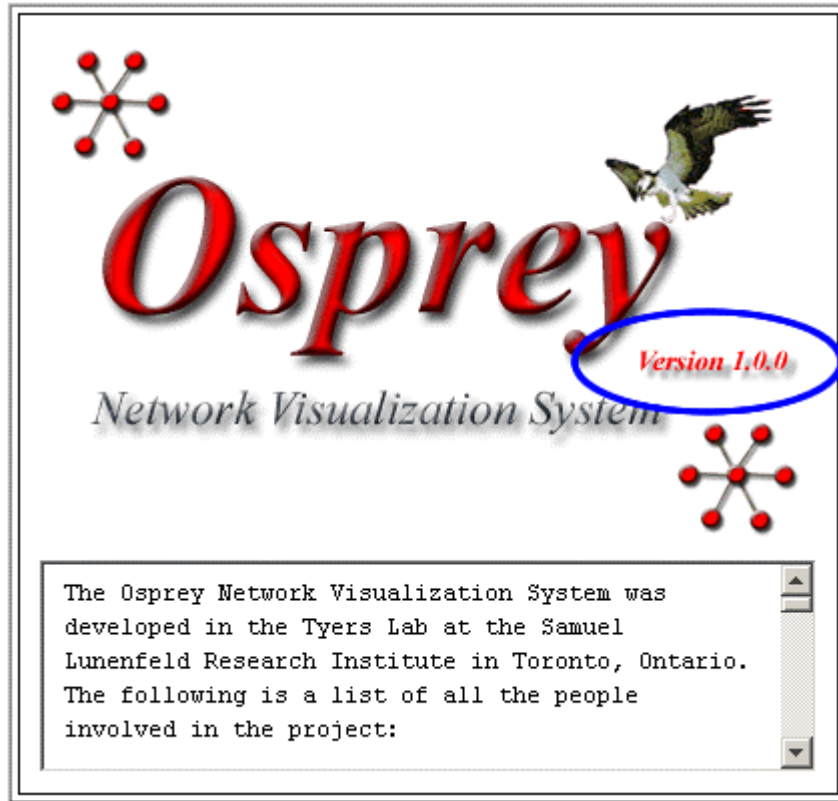 Osprey
Version 1.0.0
Network Visualization System
The Osprey Network Visualization System was
developed in the Tyers Lab at the Samuel
Lunenfeld Research Institute in Toronto, Ontario.
The following is a list of all the people
involved in the project: